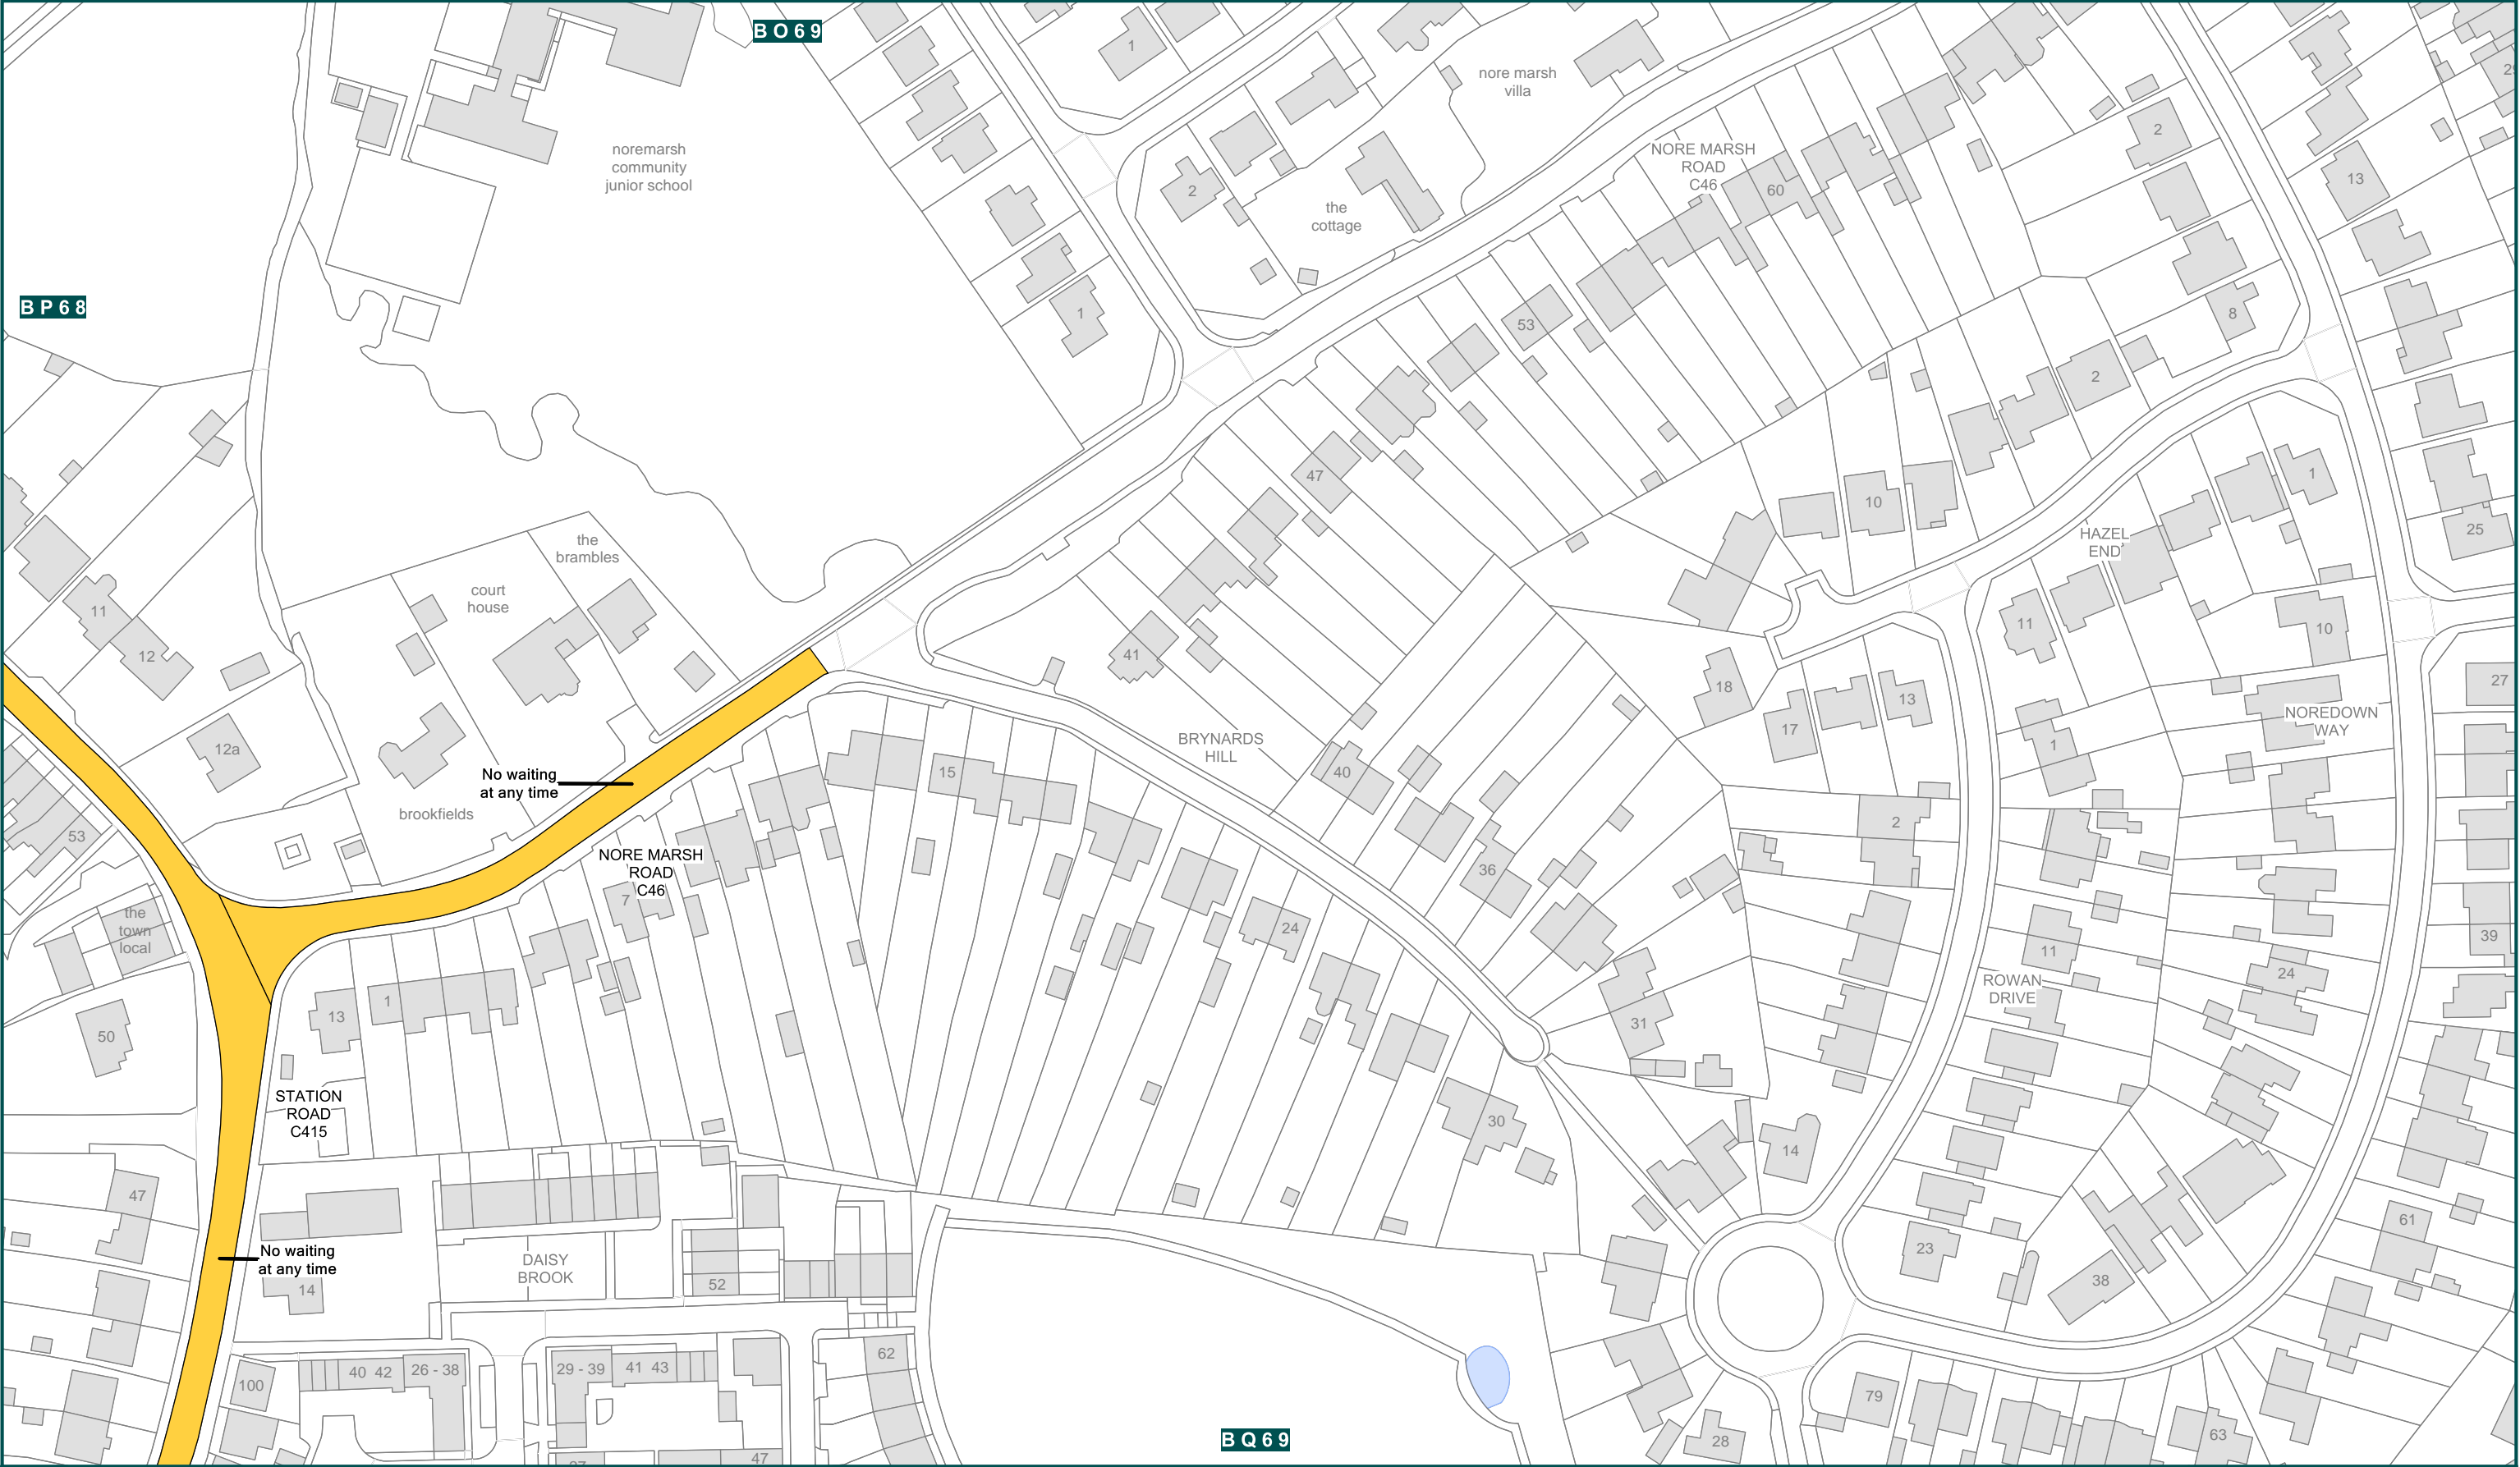 BO69
1
nore marsh
villa
29
noremarsh
community
junior school
NORE MARSH
ROAD
C46
2
60
2
13
the
cottage
BP68
1
53
8
2
47
10
1
25
the
brambles
HAZEL
END
court
house
11
12
41
11
10
18
17
13
27
NOREDOWN
WAY
12a
BRYNARDS
HILL
1
No waiting
at any time
15
40
brookfields
53
2
NORE MARSH
ROAD
C46
36
7
the
town
local
24
11
39
24
ROWAN
DRIVE
1
13
50
31
STATION
ROAD
C415
30
14
47
61
23
No waiting
at any time
DAISY
BROOK
52
14
38
62
100
40 42
26 - 38
29 - 39
41 43
79
BQ69
28
63
47